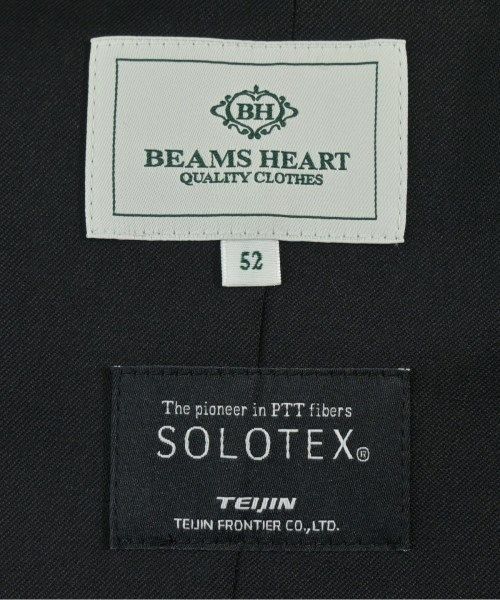 BH
BEAMS HEART
QUALITY CLOTHES
52
The pioneer in PTT fibers
SOLOTEX®
TEIJIN
TEIJIN FRONTIER CO.,LTD.